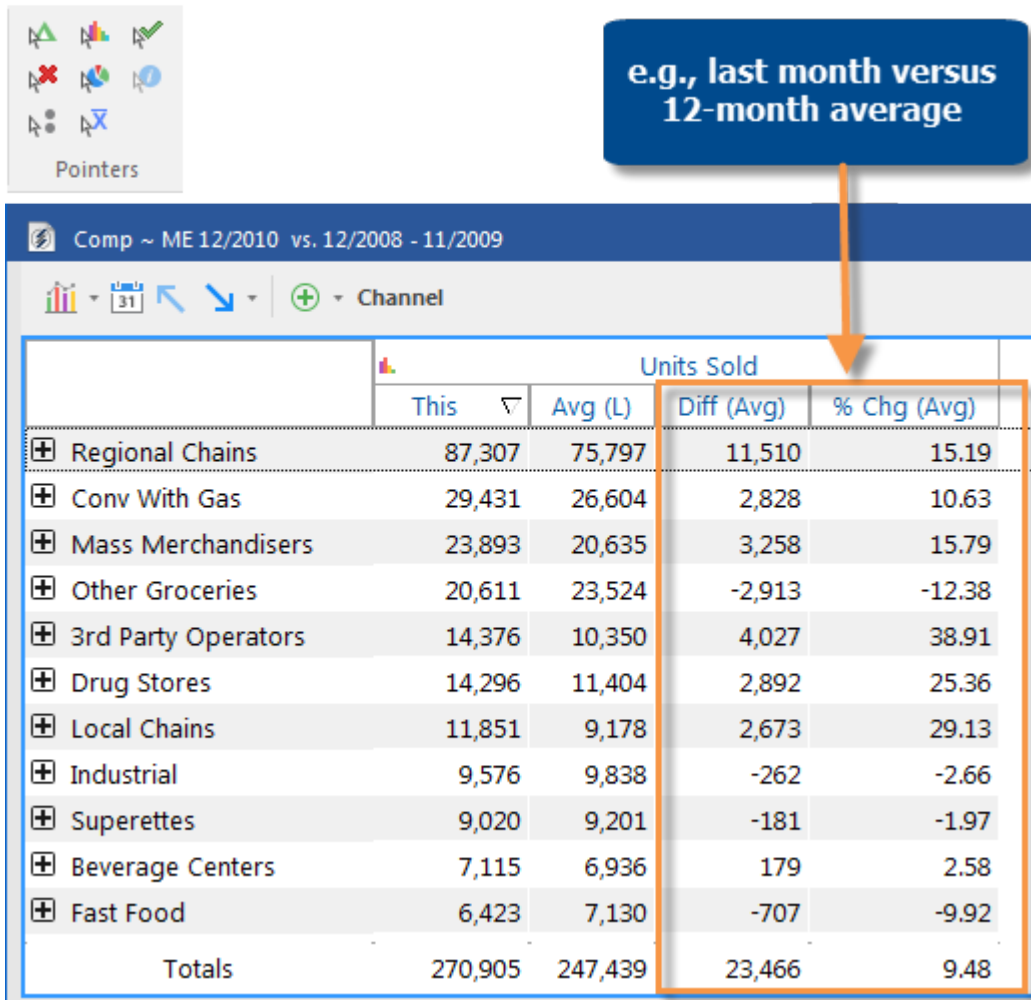 Pointers
e.g., last month versus
12-month average
Comp ~ ME 12/2010 vs. 12/2008 - 11/2009
31 Channel
Units Sold
This Avg (L) Diff (Avg) % Chg (Avg)
Regional Chains 87,307 75,797 11,510 15.19
Conv With Gas 29,431 26,604 2,828 10.63
Mass Merchandisers 23,893 20,635 3,258 15.79
Other Groceries 20,611 23,524 -2,913 -12.38
3rd Party Operators 14,376 10,350 4,027 38.91
Drug Stores 14,296 11,404 2,892 25.36
Local Chains 11,851 9,178 2,673 29.13
Industrial 9,576 9,838 -262 -2.66
Superettes 9,020 9,201 -181 -1.97
Beverage Centers 7,115 6,936 179 2.58
Fast Food 6,423 7,130 -707 -9.92
Totals 270,905 247,439 23,466 9.48